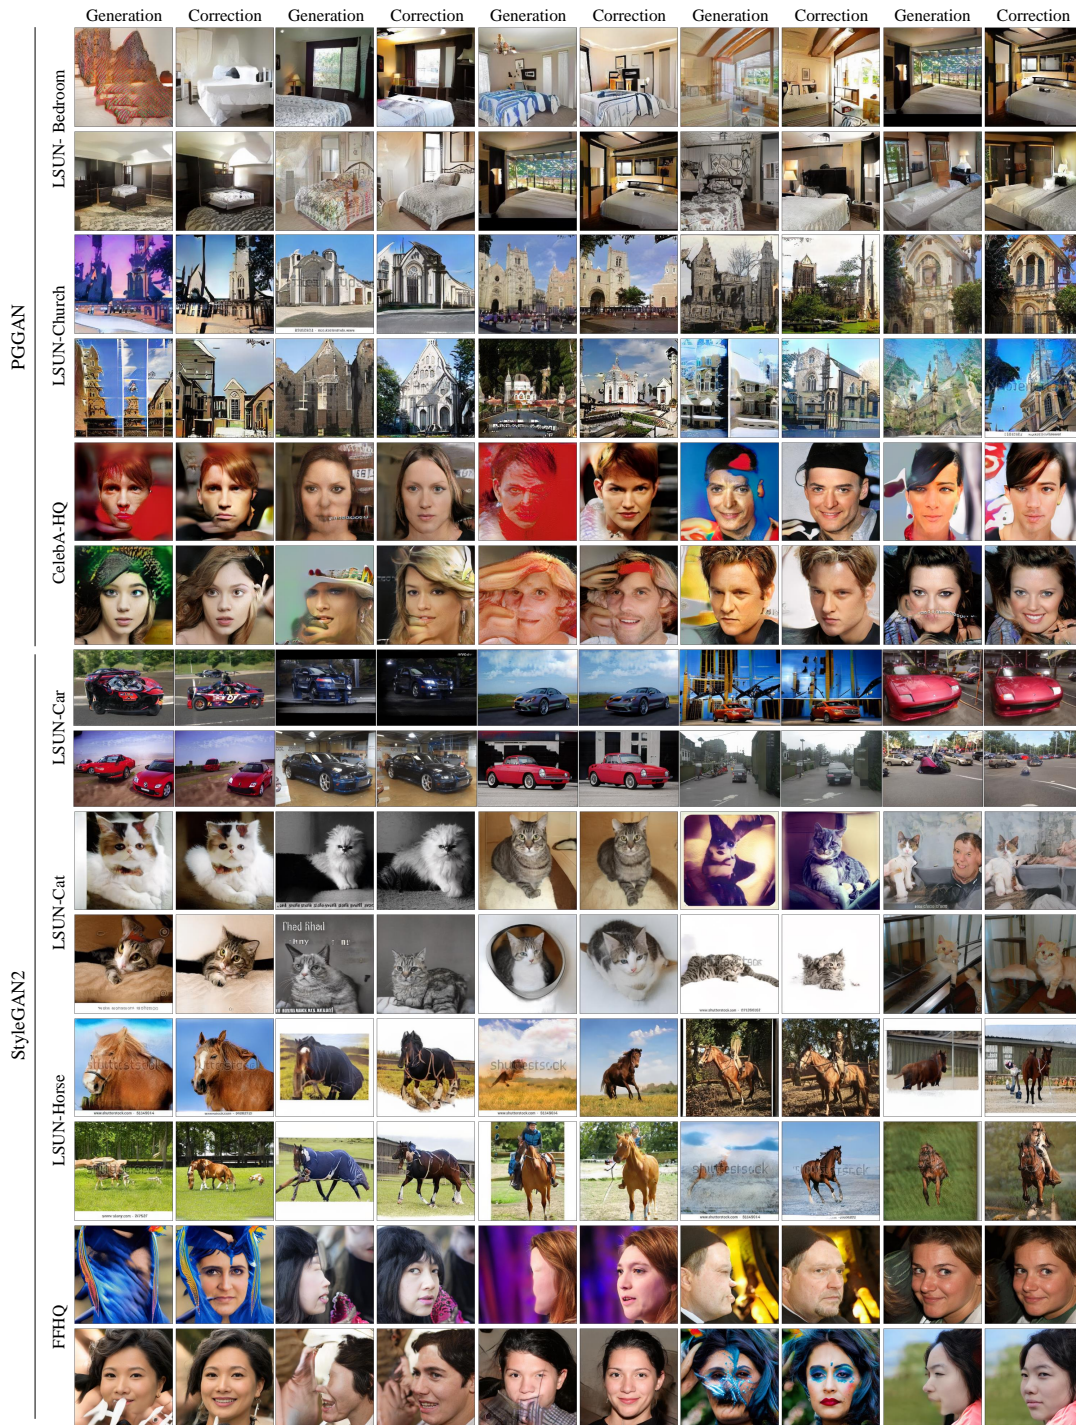 Generation Correction Generation Correction Generation Correction Generation Correction Generation Correction
PGGAN
LSUN- Bedroom
LSUN-Church
CelebA-HQ
StyleGAN2
LSUN-Car
LSUN-Cat
LSUN-Horse
FFHQ
shutterstock